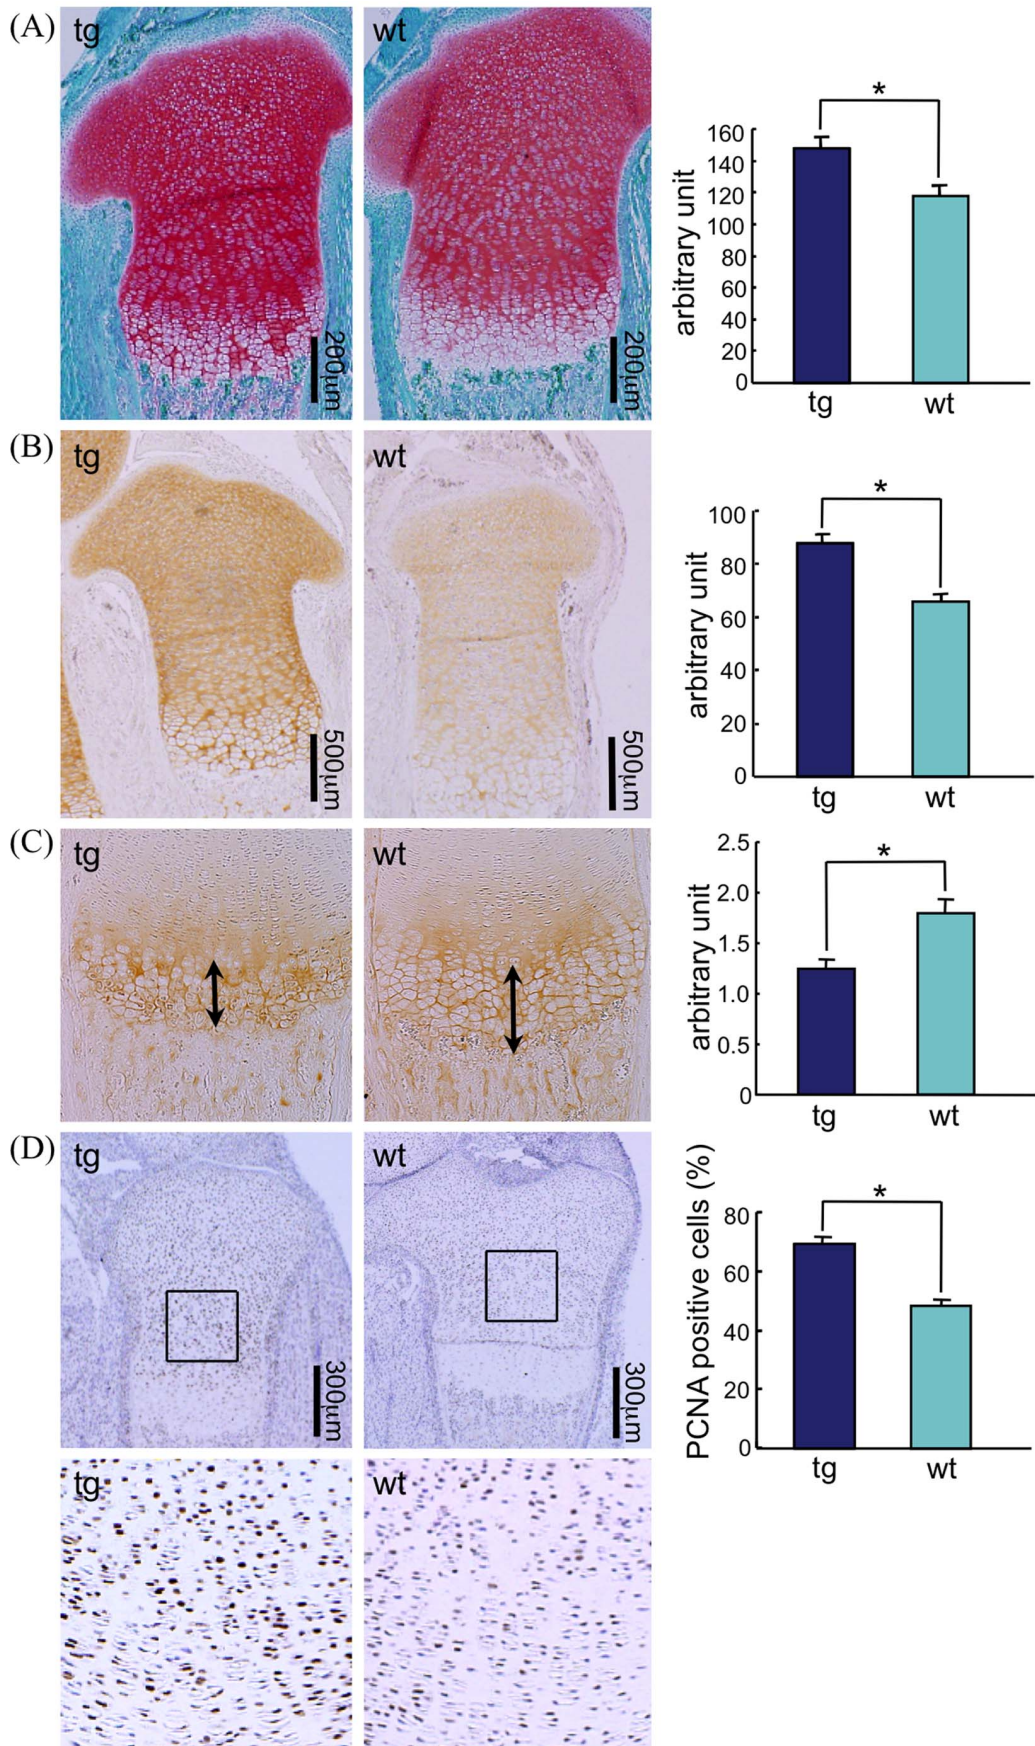 (A)
tg
wt
200μm
200μm
*
arbitrary unit
160
140
120
100
80
60
40
20
0
tg
wt
(B)
tg
wt
500μm
500μm
*
arbitrary unit
100
80
60
40
20
0
tg
wt
(C)
tg
wt
*
arbitrary unit
2.5
2.0
1.5
1.0
0.5
0
tg
wt
(D)
tg
wt
300μm
300μm
*
PCNA positive cells (%)
80
60
40
20
0
tg
wt
tg
wt